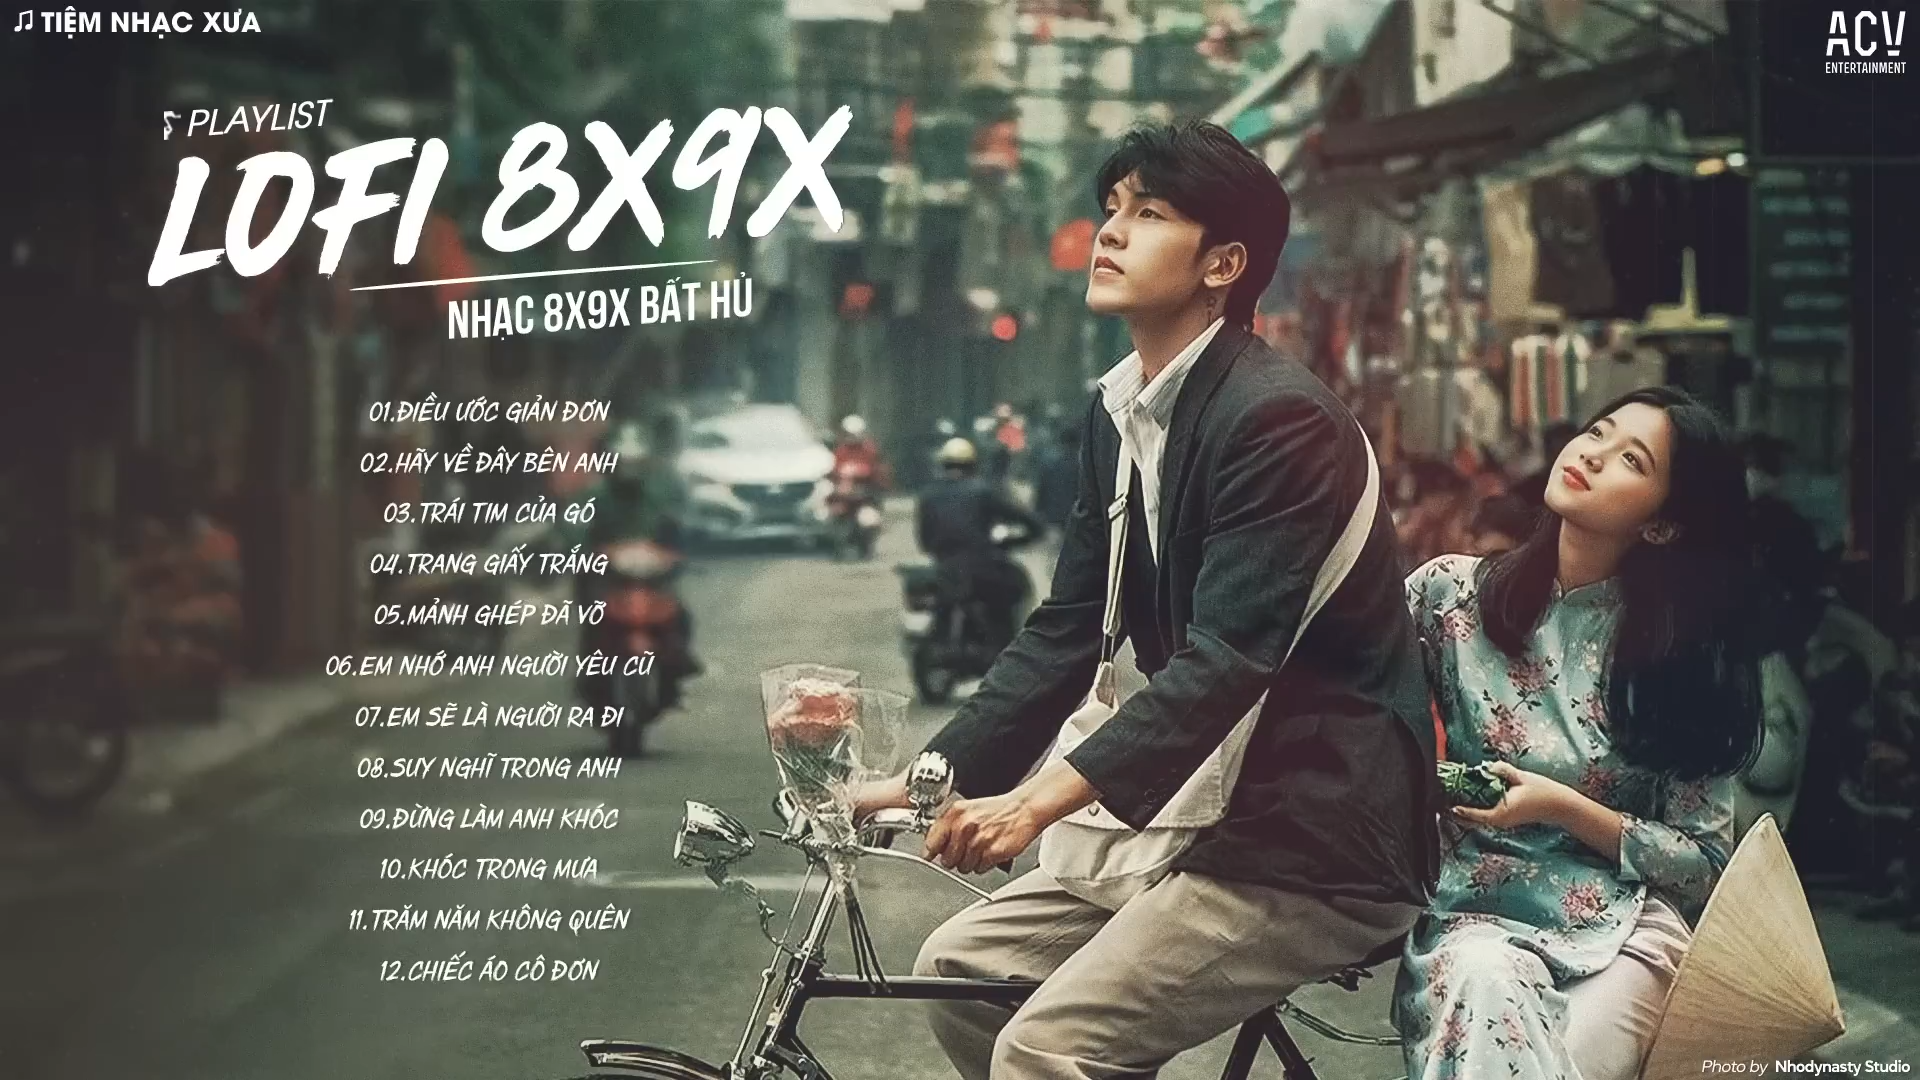 TIỆM NHẠC XƯA
ACV
ENTERTAINMENT
PLAYLIST
LOFI 8X9X
NHẠC 8X9X BẤT HỦ
01.ĐIỀU ƯỚC GIẢN ĐƠN
02.HÃY VỀ ĐÂY BÊN ANH
03.TRÁI TIM CỦA GÓ
04.TRANG GIẤY TRẮNG
05.MẢNH GHÉP ĐÃ VỠ
06.EM NHỚ ANH NGƯỜI YÊU CŨ
07.EM SẼ LÀ NGƯỜI RA ĐI
08.SUY NGHĨ TRONG ANH
09.ĐỪNG LÀM ANH KHÓC
10.KHÓC TRONG MƯA
11.TRĂM NĂM KHÔNG QUÊN
12.CHIẾC ÁO CÔ ĐƠN
Photo by Nhodynasty Studio